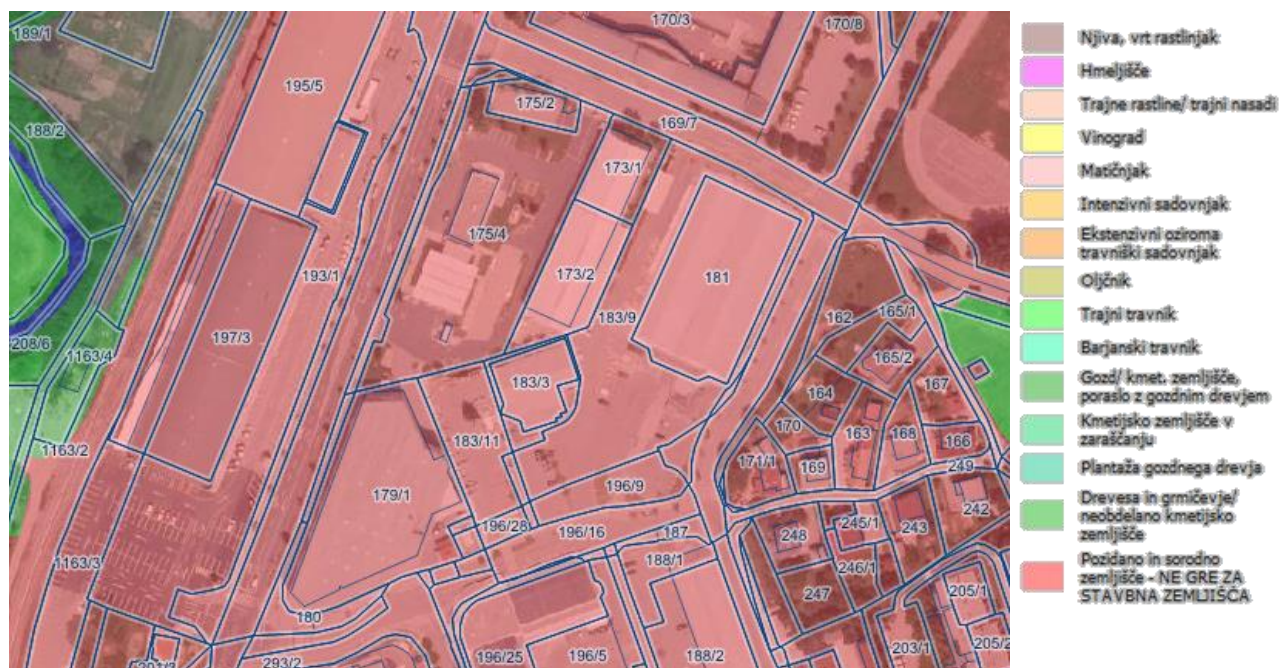 189/1
170/3
170/8
195/5
175/2
169/7
188/2
173/1
175/4
193/1
173/2
181
183/9
162
165/1
208/6
1163/4
197/3
165/2
183/3
164
167
183/11
170
163
168
166
1163/2
171/1
169
249
179/1
196/9
242
196/28
196/16
187
248
245/1
243
1163/3
188/1
246/1
247
205/1
180
203/1
205/2
293/2
196/25
196/5
188/2
Njiva, vrt rastlinjak
Hmeljišče
Trajne rastline/ trajni nasadi
Vinograd
Matičnjak
Intenzivni sadovnjak
Ekstenzivni oziroma
travniški sadovnjak
Oljčnik
Trajni travnik
Barjanski travnik
Gozd/ kmet. zemljišče,
poraslo z gozdnim drevjem
Kmetijsko zemljišče v
zaraščanju
Plantaža gozdnega drevja
Drevesa in grmičevje/
neobdelano kmetijsko
zemljišče
Pozidano in sorodno
zemljišče - NE GRE ZA
STAVBNA ZEMLJIŠČA